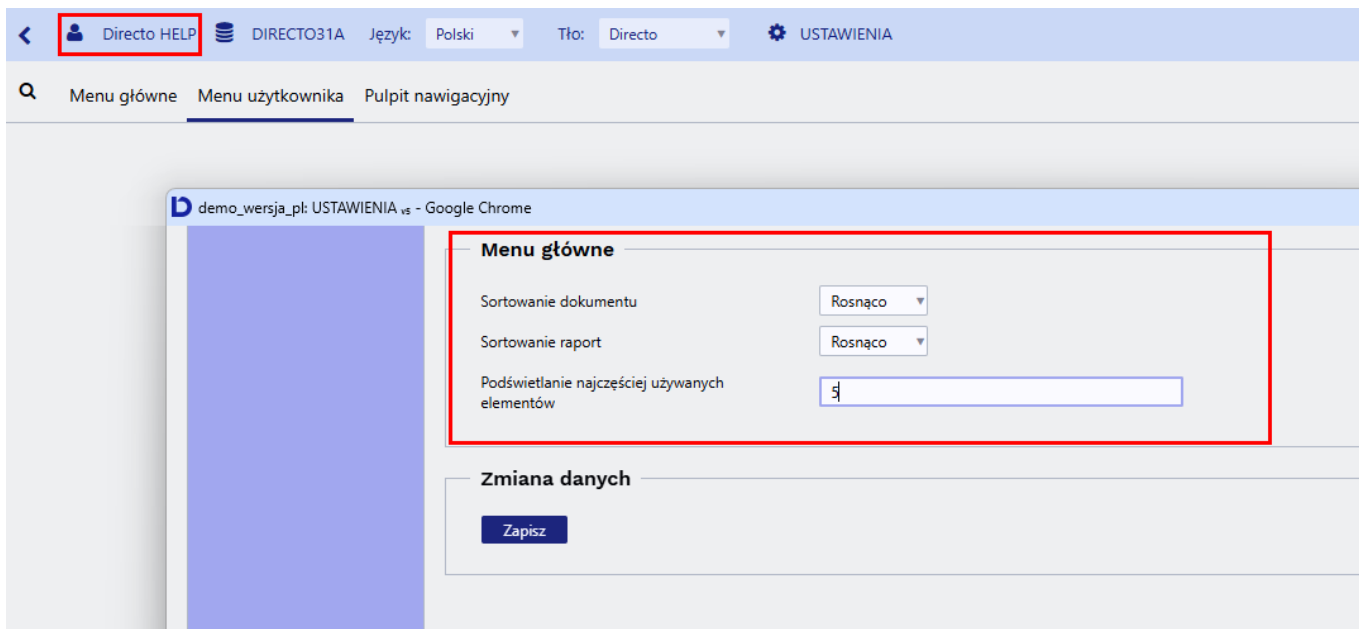 Directo HELP DIRECTO31A Język: Polski Tło: Directo USTAWIENIA
Menu główne Menu użytkownika Pulpit nawigacyjny
demo_wersja_pl: USTAWIENIA v5 - Google Chrome
Menu główne
Sortowanie dokumentu Rosnąco
Sortowanie raport Rosnąco
Podświetlanie najczęściej używanych
elementów 5
Zmiana danych
Zapisz